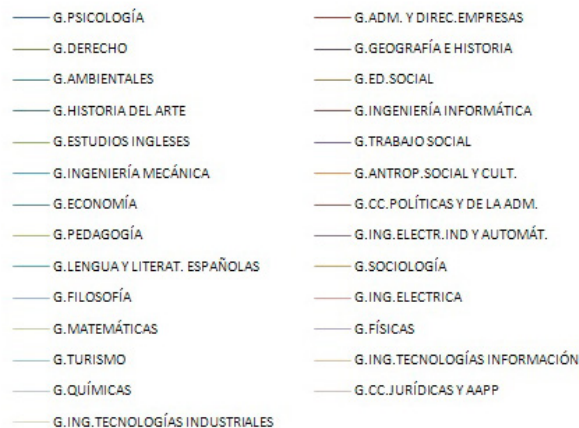 G.PSICOLOGÍA
G.ADM. Y DIREC.EMPRESAS
G.DERECHO
G.GEOGRAFÍA E HISTORIA
G.AMBIENTALES
G.ED.SOCIAL
G.HISTORIA DEL ARTE
G.INGENIERÍA INFORMÁTICA
G.ESTUDIOS INGLESES
G.TRABAJO SOCIAL
G.INGENIERÍA MECÁNICA
G.ANTROP.SOCIAL Y CULT.
G.ECONOMÍA
G.CC.POLÍTICAS Y DE LA ADM.
G.PEDAGOGÍA
G.ING.ELECTR.IND Y AUTOMÁT.
G.LENGUA Y LITERAT. ESPAÑOLAS
G.SOCIOLOGÍA
G.FILOSOFÍA
G.ING.ELECTRICA
G.MATEMÁTICAS
G.FÍSICAS
G.TURISMO
G.ING.TECNOLOGÍAS INFORMACIÓN
G.QUÍMICAS
G.CC.JURÍDICAS Y AAPP
G.ING.TECNOLOGÍAS INDUSTRIALES